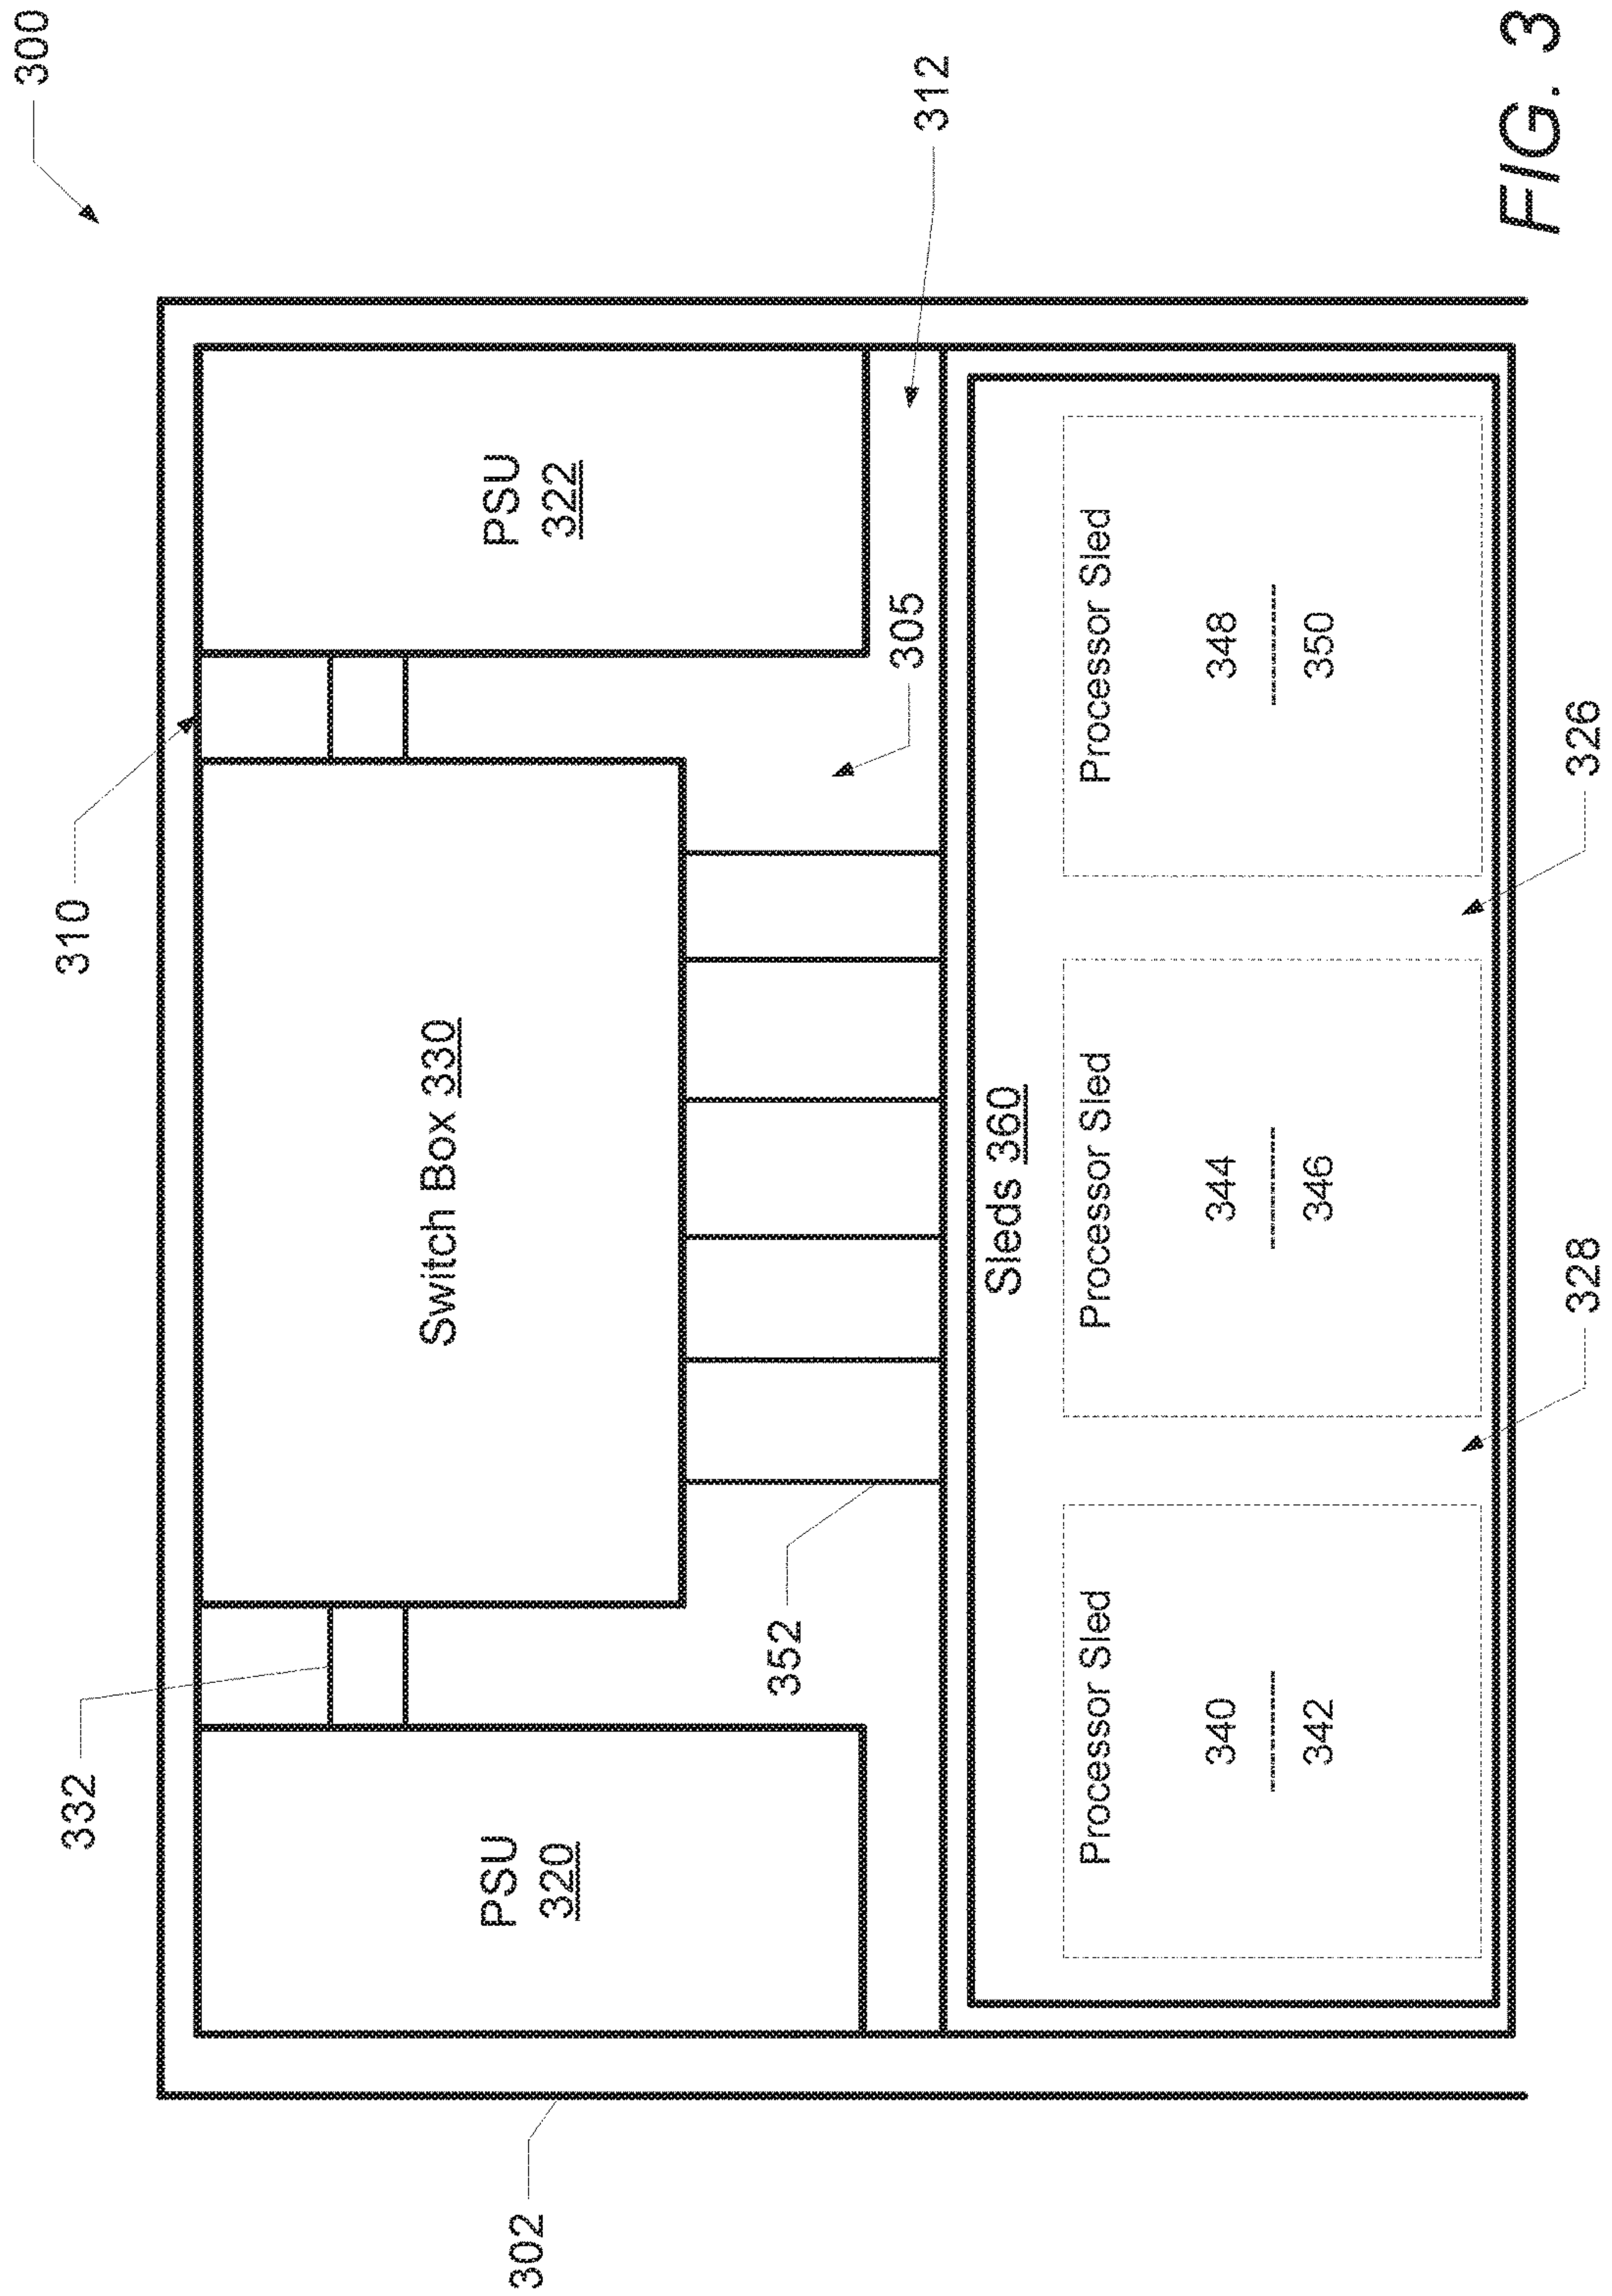 300
310
332
302
PSU
320
Switch Box 330
PSU
322
352
305
312
Sleds 360
Processor Sled
340
342
Processor Sled
344
346
Processor Sled
348
350
328
326
FIG. 3